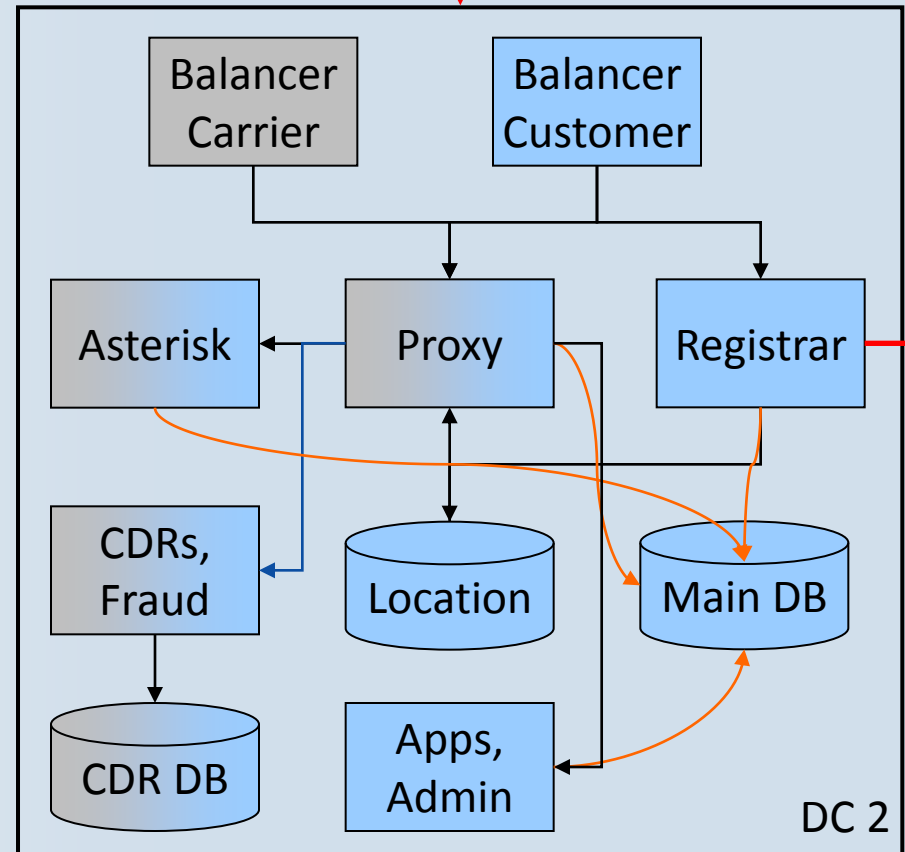 Balancer
Carrier
Balancer
Customer
Asterisk
Proxy
Registrar
CDRs,
Fraud
Location
Main DB
CDR DB
Apps,
Admin
DC 2